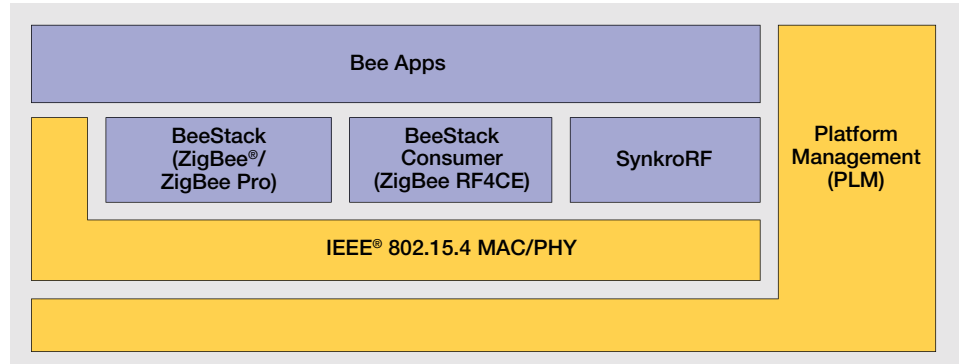 Bee Apps
BeeStack
(ZigBee®/
ZigBee Pro)
BeeStack
Consumer
(ZigBee RF4CE)
SynkroRF
Platform
Management
(PLM)
IEEE® 802.15.4 MAC/PHY